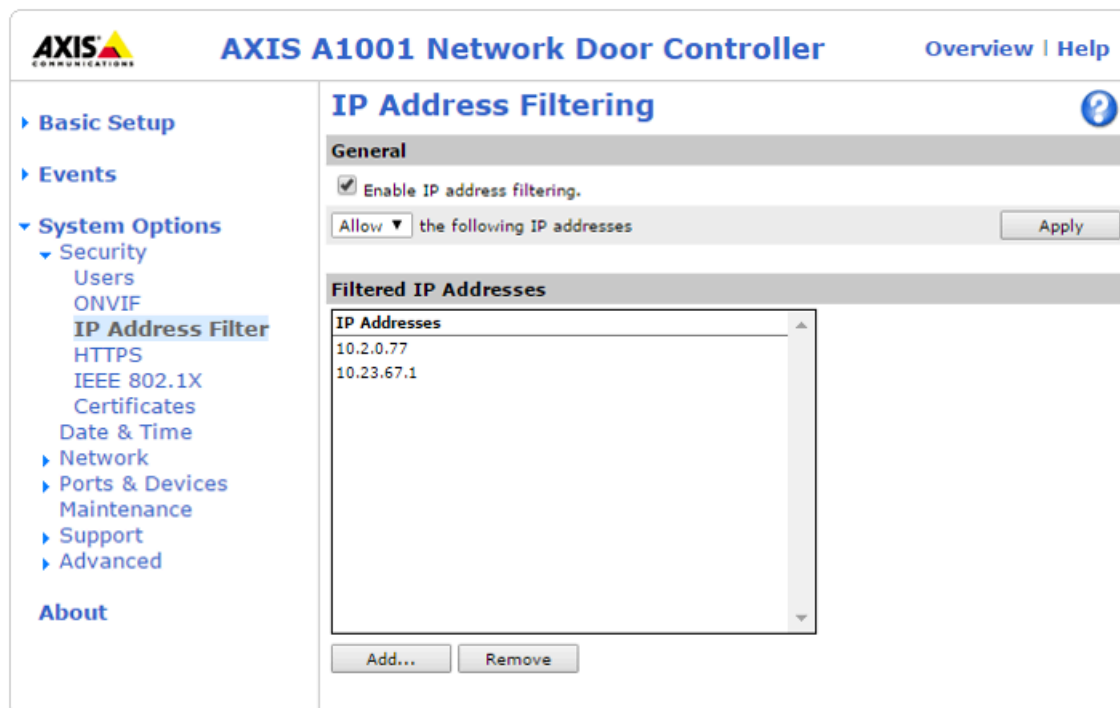 AXIS
COMMUNICATIONS
AXIS A1001 Network Door Controller
Overview | Help
Basic Setup
Events
System Options
Security
Users
ONVIF
IP Address Filter
HTTPS
IEEE 802.1X
Certificates
Date & Time
Network
Ports & Devices
Maintenance
Support
Advanced
About
IP Address Filtering
?
General
Enable IP address filtering.
Allow the following IP addresses
Apply
Filtered IP Addresses
IP Addresses
10.2.0.77
10.23.67.1
Add...
Remove